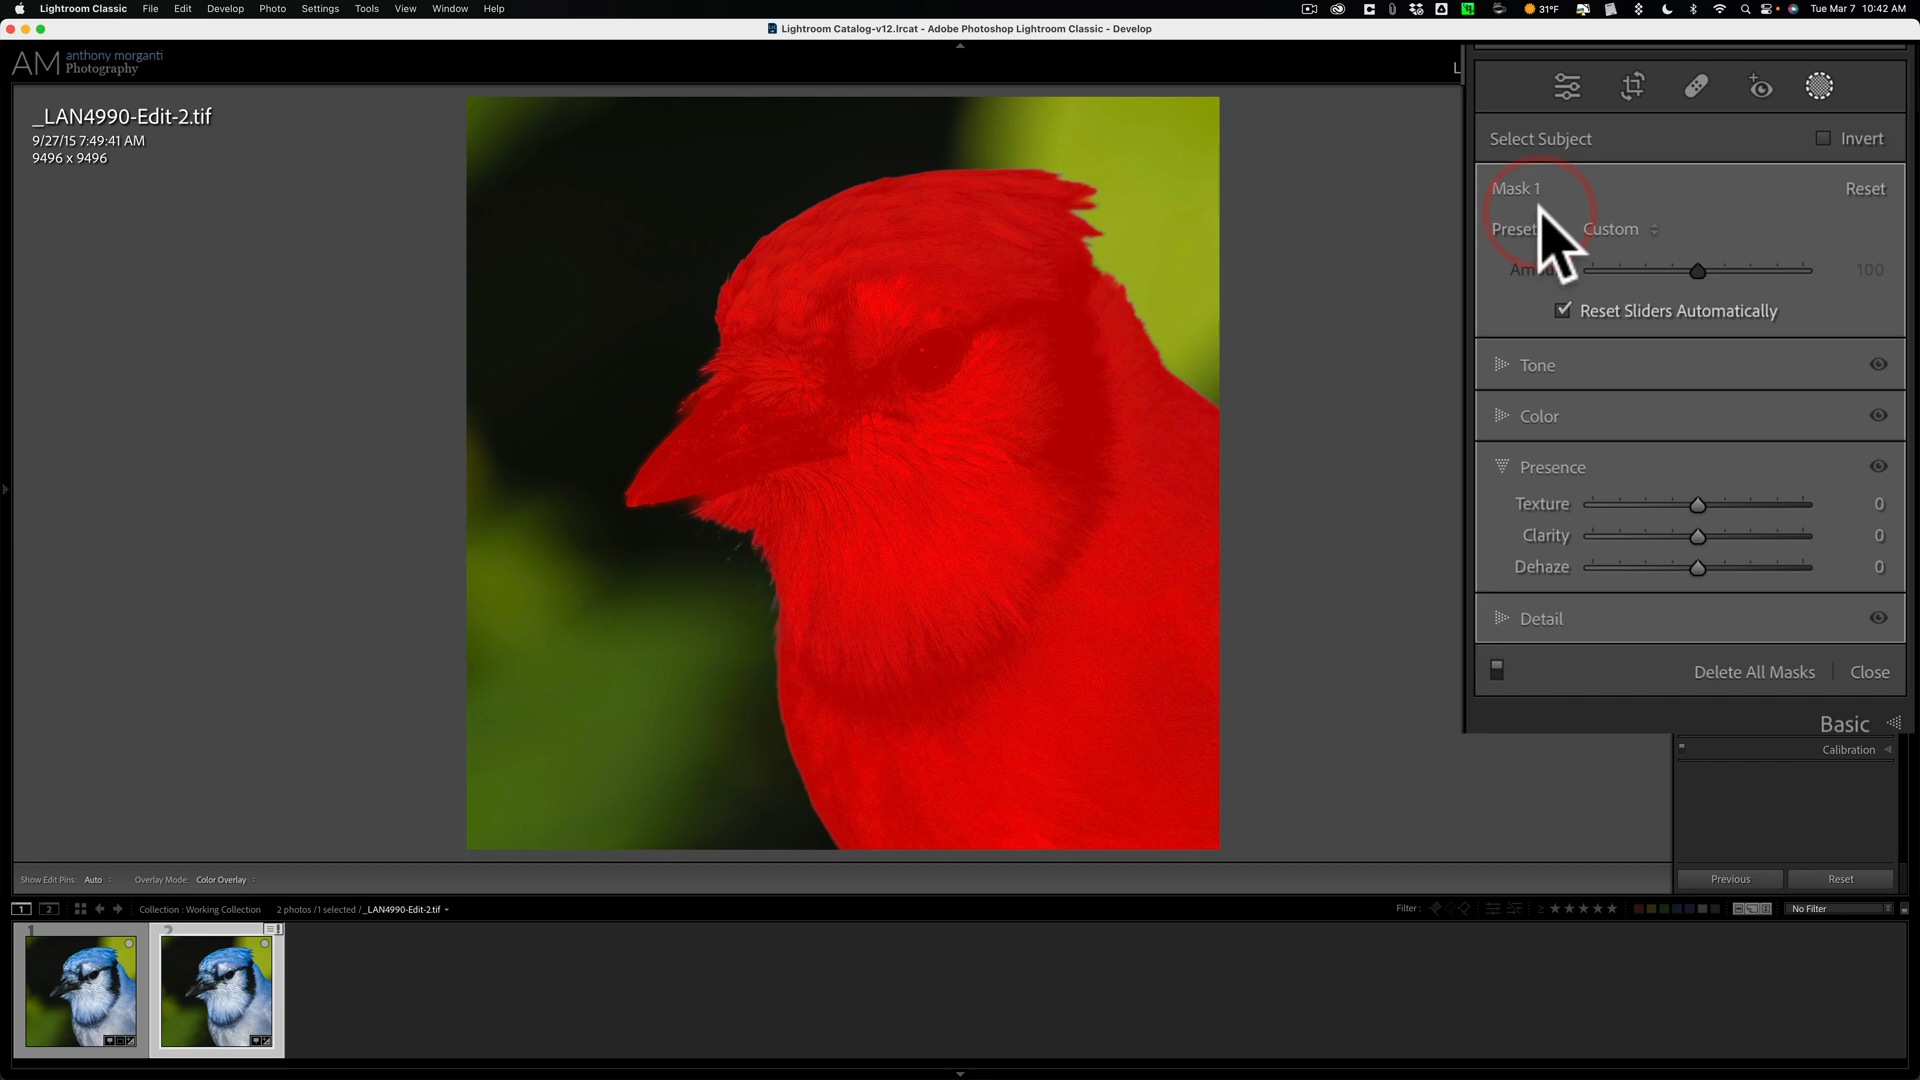 Lightroom Classic File Edit Develop Photo Settings Tools View Window Help 31°F Tue Mar 7 10:42 AM
Lightroom Catalog-v12.lrcat - Adobe Photoshop Lightroom Classic - Develop
AM anthony morganti
Photography
L
_LAN4990-Edit-2.tif
9/27/15 7:49:41 AM
9496 x 9496
Select Subject Invert
Mask 1 Reset
Preset Custom
100
Reset Sliders Automatically
Tone
Color
Presence
Texture 0
Clarity 0
Dehaze 0
Detail
Delete All Masks Close
Basic
Calibration
Previous Reset
Show Edit Pins: Auto Overlay Mode: Color Overlay
1 2 Collection : Working Collection 2 photos /1 selected /_LAN4990-Edit-2.tif Filter : No Filter
1 2